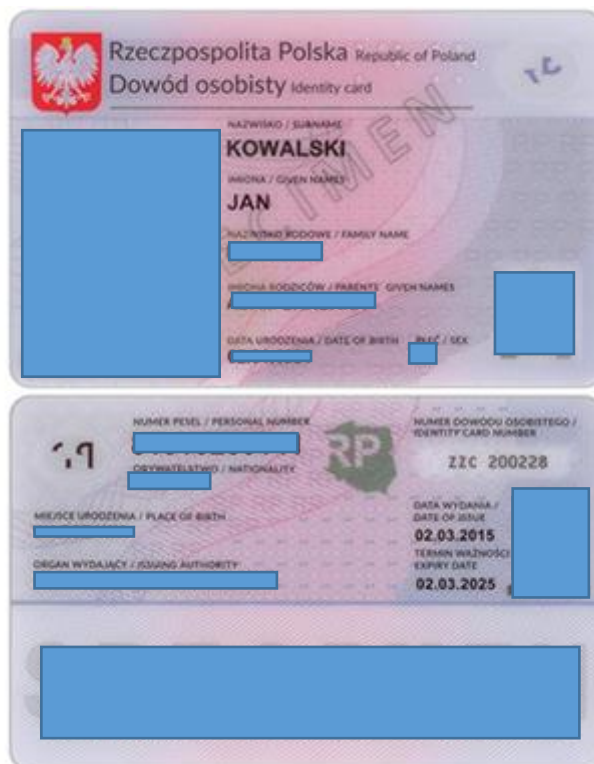 Rzeczpospolita Polska Republic of Poland
Dowód osobisty Identity card
NAZWISKO / SURNAME
KOWALSKI
IMIONA / GIVEN NAMES
JAN
NAZWISKO RODOWE / FAMILY NAME
IMIONA RODZICÓW / PARENTS' GIVEN NAMES
DATA URODZENIA / DATE OF BIRTH PŁEĆ / SEX
SPECIMEN
NUMER PESEL / PERSONAL NUMBER
OBYWATELSTWO / NATIONALITY
RP
NUMER DOWODU OSOBISTEGO /
IDENTITY CARD NUMBER
ZZC 200228
MIEJSCE URODZENIA / PLACE OF BIRTH
ORGAN WYDAJĄCY / ISSUING AUTHORITY
DATA WYDANIA /
DATE OF ISSUE
02.03.2015
TERMIN WAŻNOŚCI
EXPIRY DATE
02.03.2025